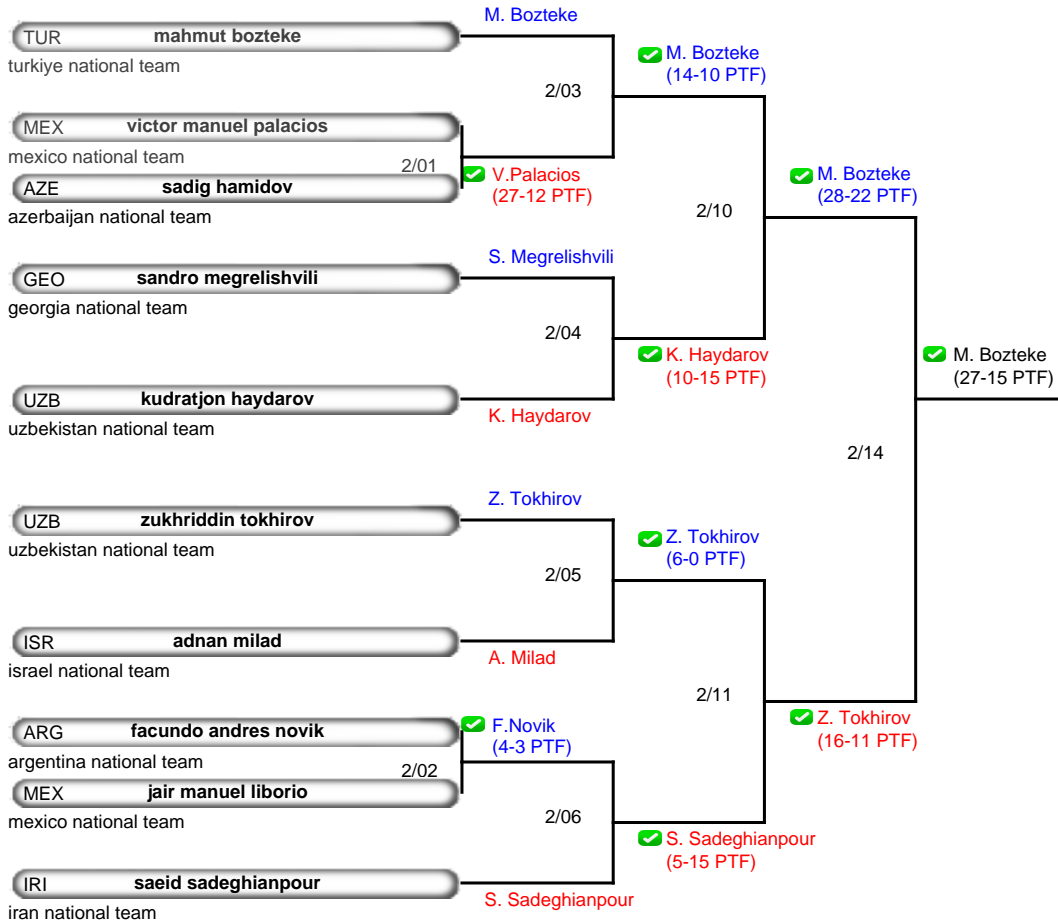 M. Bozteke
TUR mahmut bozteke
turkiye national team
2/03
M. Bozteke
(14-10 PTF)
MEX victor manuel palacios
mexico national team
2/01
V.Palacios
(27-12 PTF)
AZE sadig hamidov
azerbaijan national team
2/10
M. Bozteke
(28-22 PTF)
S. Megrelishvili
GEO sandro megrelishvili
georgia national team
2/04
K. Haydarov
(10-15 PTF)
M. Bozteke
(27-15 PTF)
UZB kudratjon haydarov
uzbekistan national team
K. Haydarov
2/14
Z. Tokhirov
UZB zukhriddin tokhirov
uzbekistan national team
Z. Tokhirov
(6-0 PTF)
2/05
ISR adnan milad
israel national team
A. Milad
2/11
Z. Tokhirov
(16-11 PTF)
ARG facundo andres novik
argentina national team
F.Novik
(4-3 PTF)
2/02
MEX jair manuel liborio
mexico national team
2/06
S. Sadeghianpour
(5-15 PTF)
IRI saeid sadeghianpour
iran national team
S. Sadeghianpour